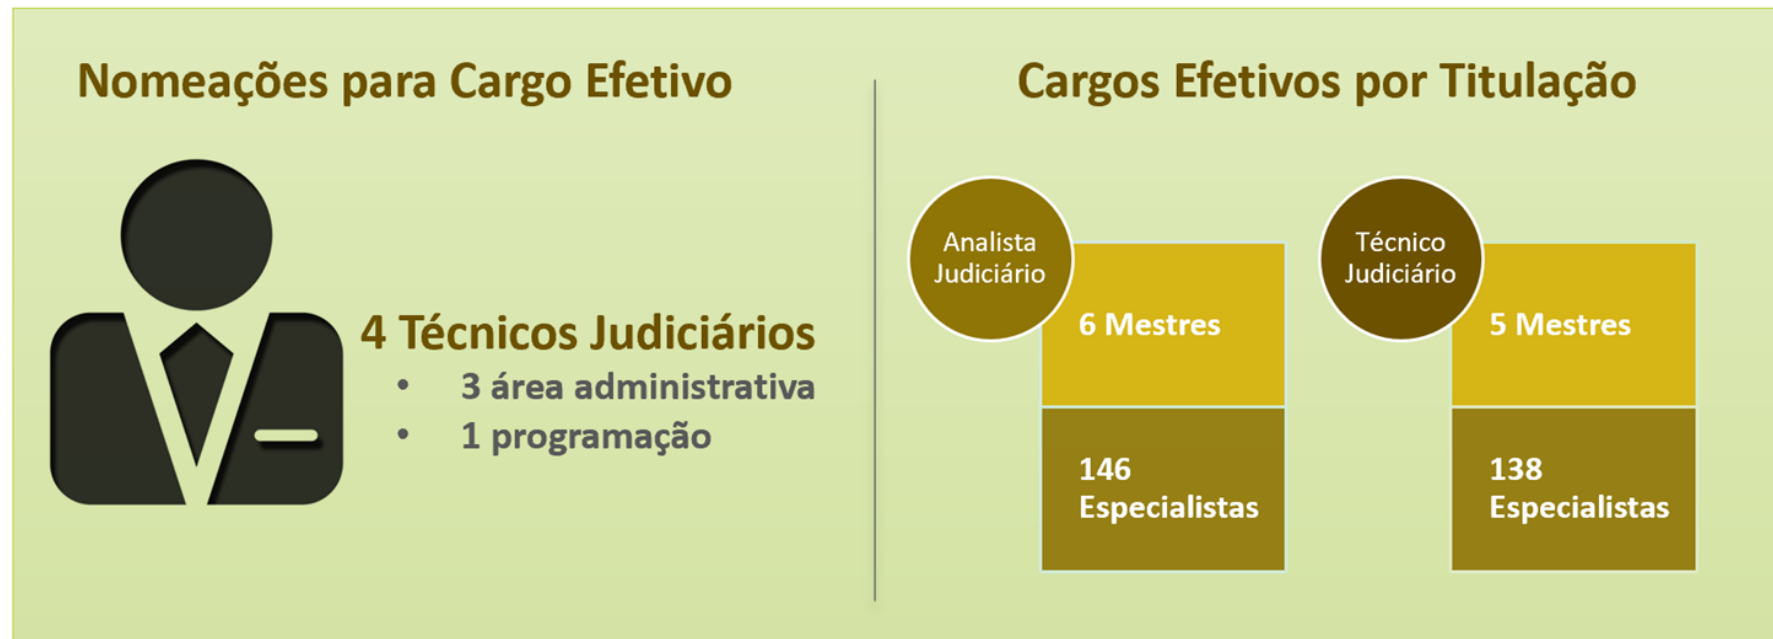 Nomeações para Cargo Efetivo
4 Técnicos Judiciários
• 3 área administrativa
• 1 programação
Cargos Efetivos por Titulação
Analista
Judiciário
6 Mestres
146
Especialistas
Técnico
Judiciário
5 Mestres
138
Especialistas